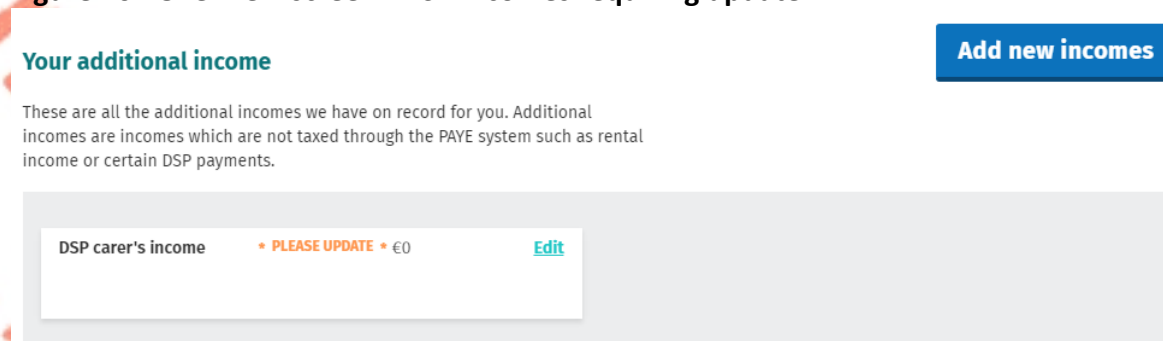 Your additional income
Add new incomes
These are all the additional incomes we have on record for you. Additional
incomes are incomes which are not taxed through the PAYE system such as rental
income or certain DSP payments.
DSP carer's income * PLEASE UPDATE * €0 Edit